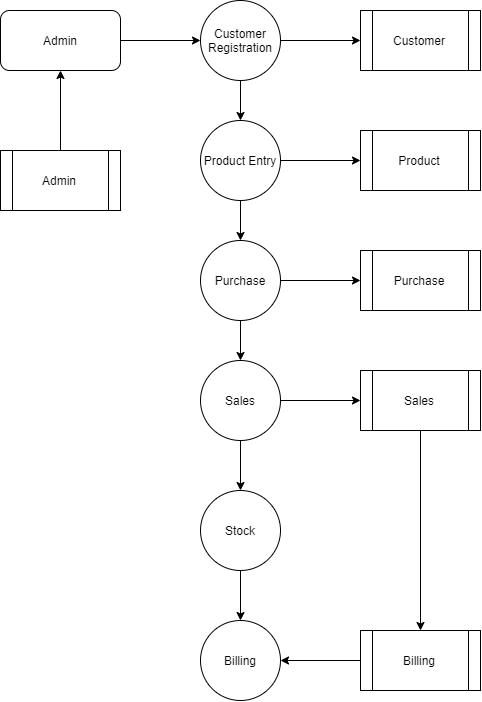 Admin
Customer
Registration
Customer
Admin
Product Entry
Product
Purchase
Purchase
Sales
Sales
Stock
Billing
Billing